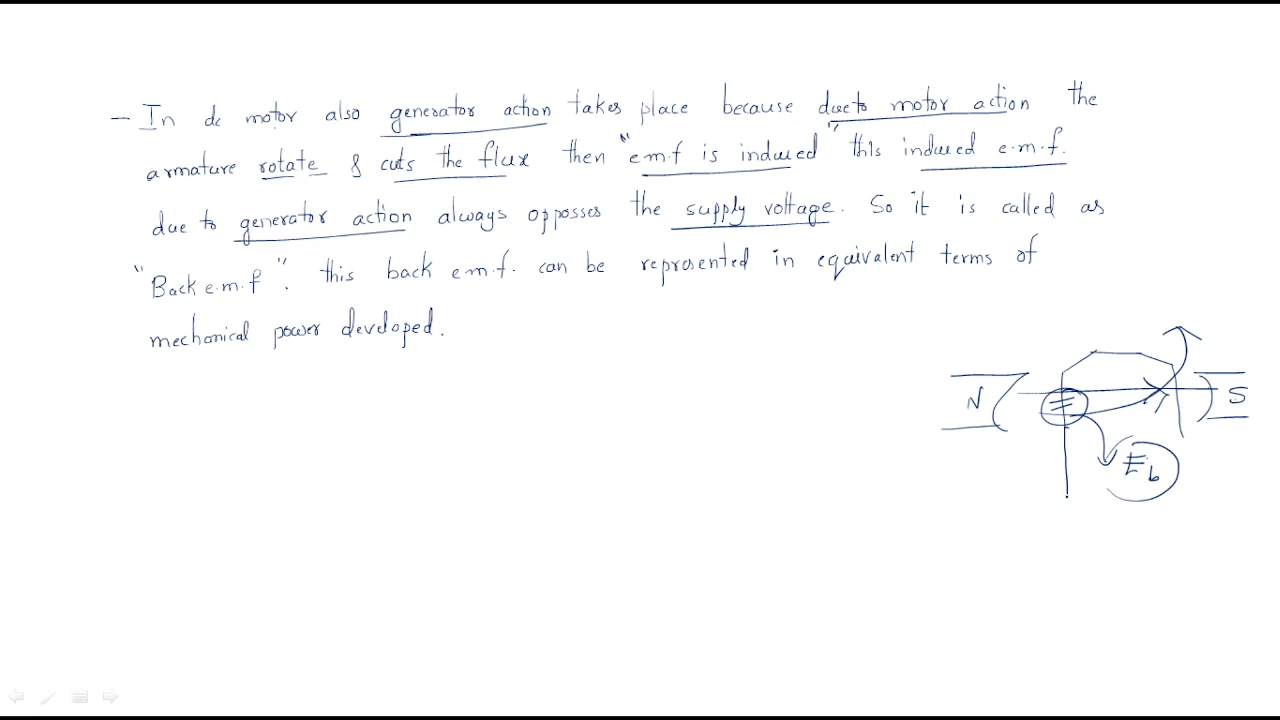 — In dc motor also generator action takes place because due to motor action the
armature rotate & cuts the flux then "e.m.f is induced" this induced e.m.f.
due to generator action always opposses the supply voltage. So it is called as
"Back e.m.f". this back e.m.f. can be represented in equivalent terms of
mechanical power developed.
N S
Eb